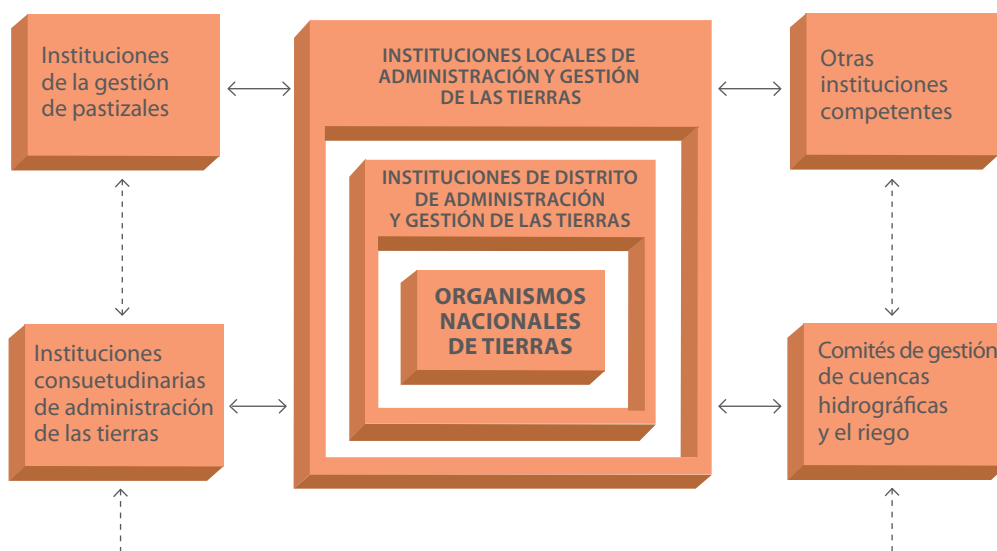 Instituciones
de la gestión
de pastizales
INSTITUCIONES LOCALES DE
ADMINISTRACIÓN Y GESTIÓN
DE LAS TIERRAS
Otras
instituciones
competentes
INSTITUCIONES DE DISTRITO
DE ADMINISTRACIÓN
Y GESTIÓN DE LAS TIERRAS
ORGANISMOS
NACIONALES
DE TIERRAS
Instituciones
consuetudinarias
de administración
de las tierras
Comités de gestión
de cuencas
hidrográficas
y el riego